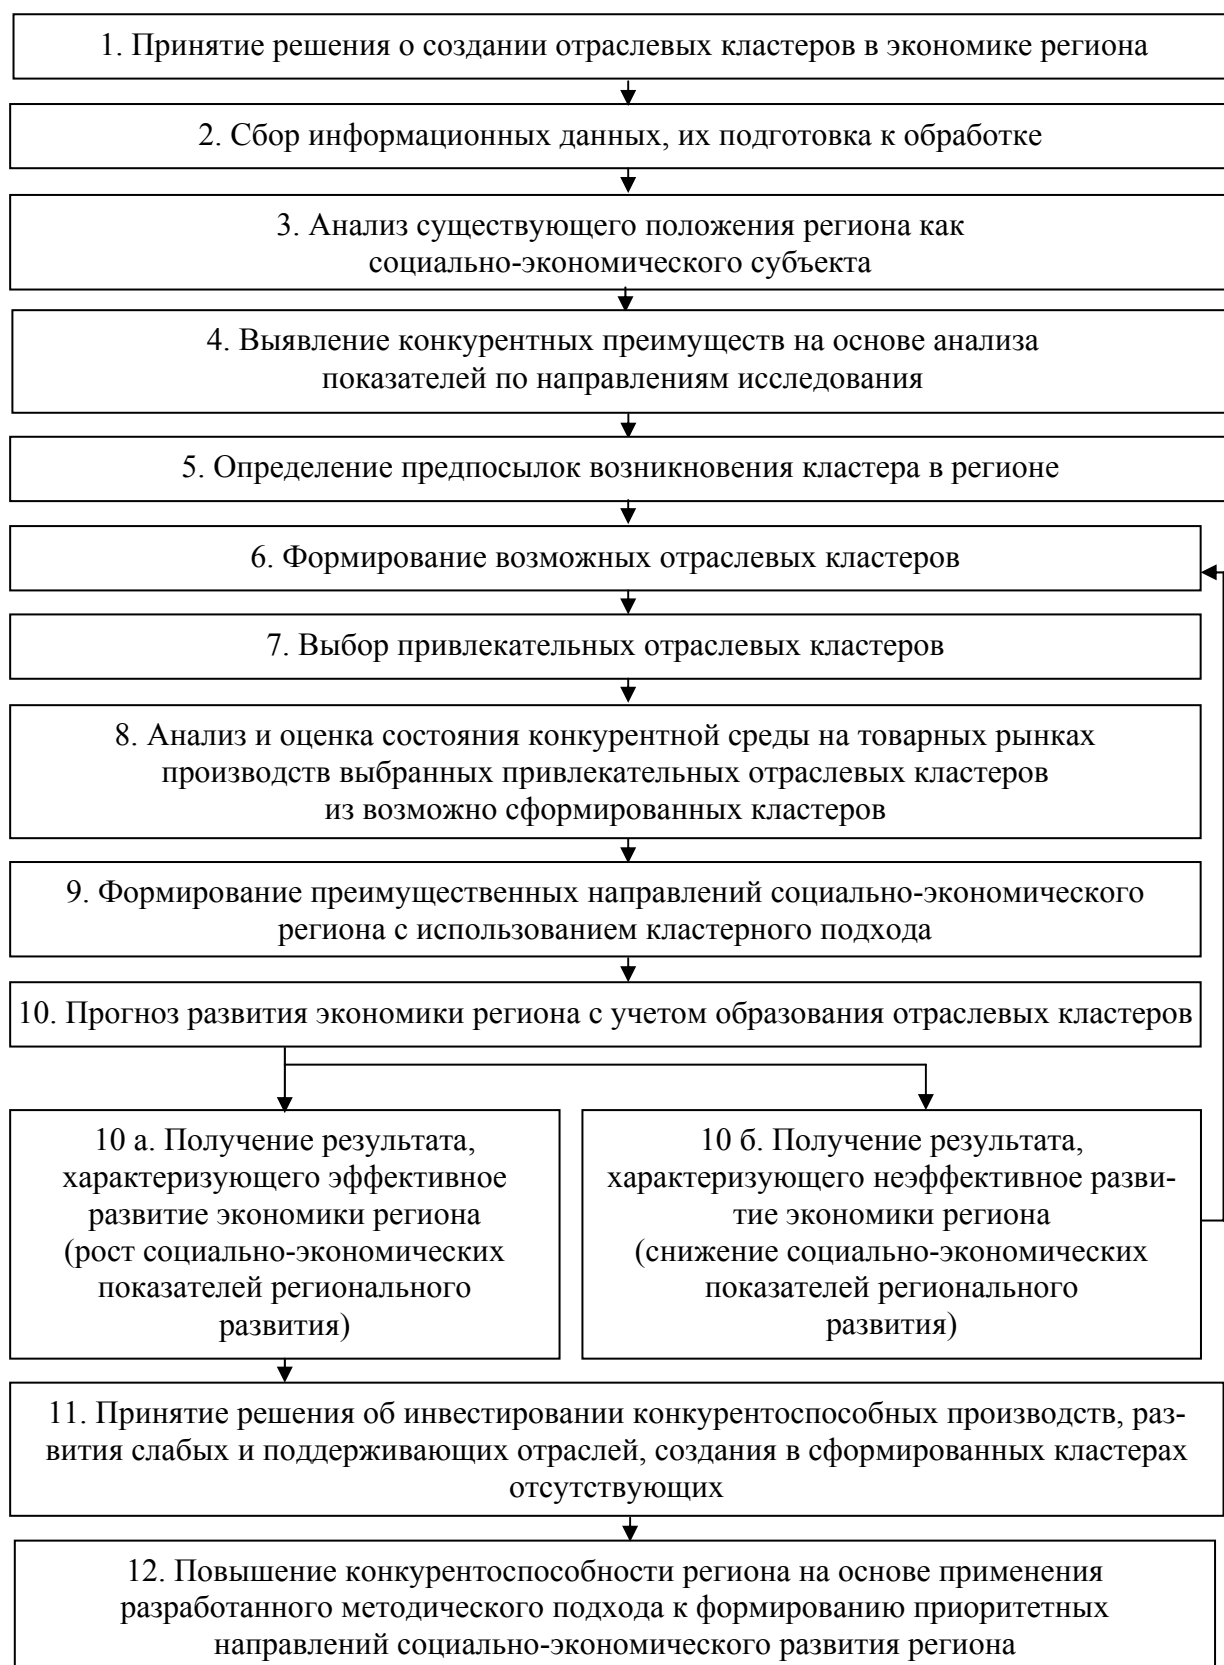 1. Принятие решения о создании отраслевых кластеров в экономике региона
2. Сбор информационных данных, их подготовка к обработке
3. Анализ существующего положения региона как
социально-экономического субъекта
4. Выявление конкурентных преимуществ на основе анализа
показателей по направлениям исследования
5. Определение предпосылок возникновения кластера в регионе
6. Формирование возможных отраслевых кластеров
7. Выбор привлекательных отраслевых кластеров
8. Анализ и оценка состояния конкурентной среды на товарных рынках
производств выбранных привлекательных отраслевых кластеров
из возможно сформированных кластеров
9. Формирование преимущественных направлений социально-экономического
региона с использованием кластерного подхода
10. Прогноз развития экономики региона с учетом образования отраслевых кластеров
10 а. Получение результата,
характеризующего эффективное
развитие экономики региона
(рост социально-экономических
показателей регионального
развития)
10 б. Получение результата,
характеризующего неэффективное разви-
тие экономики региона
(снижение социально-экономических
показателей регионального
развития)
11. Принятие решения об инвестировании конкурентоспособных производств, раз-
вития слабых и поддерживающих отраслей, создания в сформированных кластерах
отсутствующих
12. Повышение конкурентоспособности региона на основе применения
разработанного методического подхода к формированию приоритетных
направлений социально-экономического развития региона